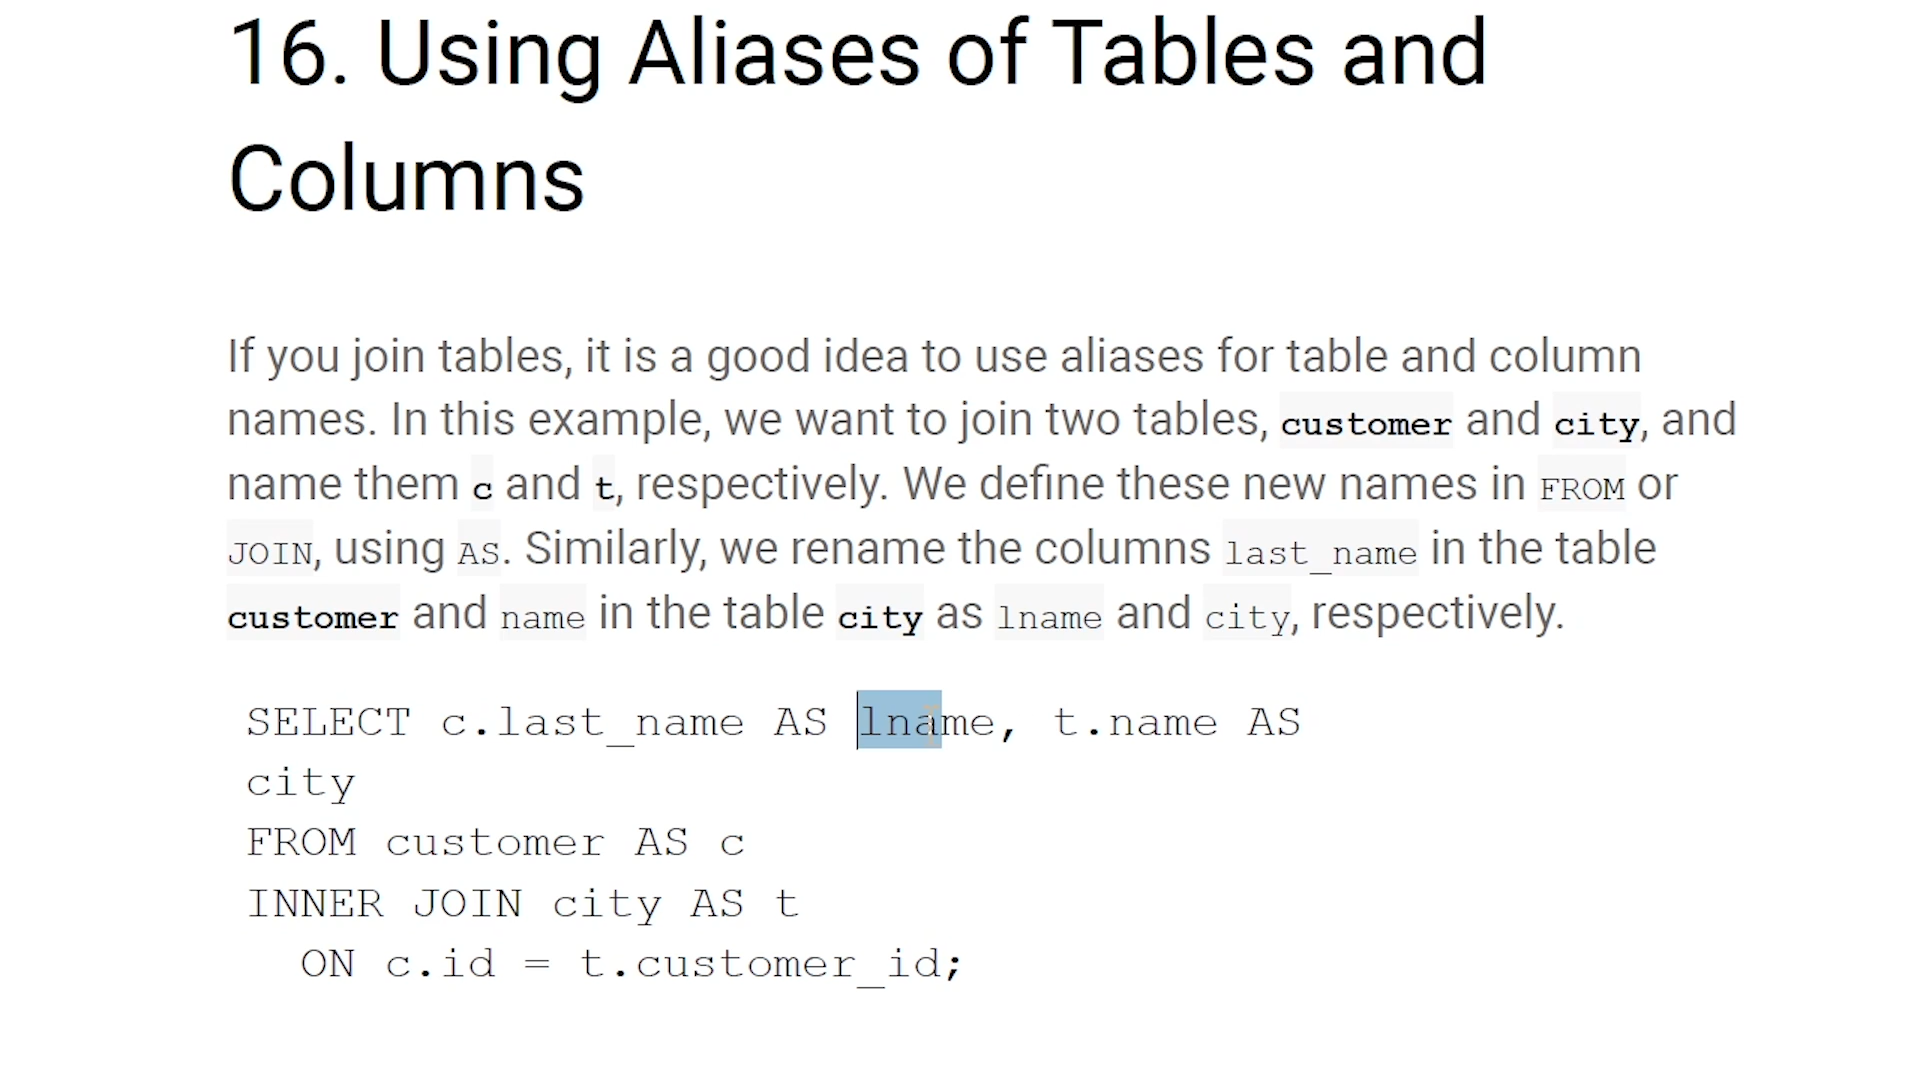 16. Using Aliases of Tables and
Columns
If you join tables, it is a good idea to use aliases for table and column
names. In this example, we want to join two tables, customer and city, and
name them c and t, respectively. We define these new names in FROM or
JOIN, using AS. Similarly, we rename the columns last_name in the table
customer and name in the table city as lname and city, respectively.
SELECT c.last_name AS lname, t.name AS
city
FROM customer AS c
INNER JOIN city AS t
  ON c.id = t.customer_id;